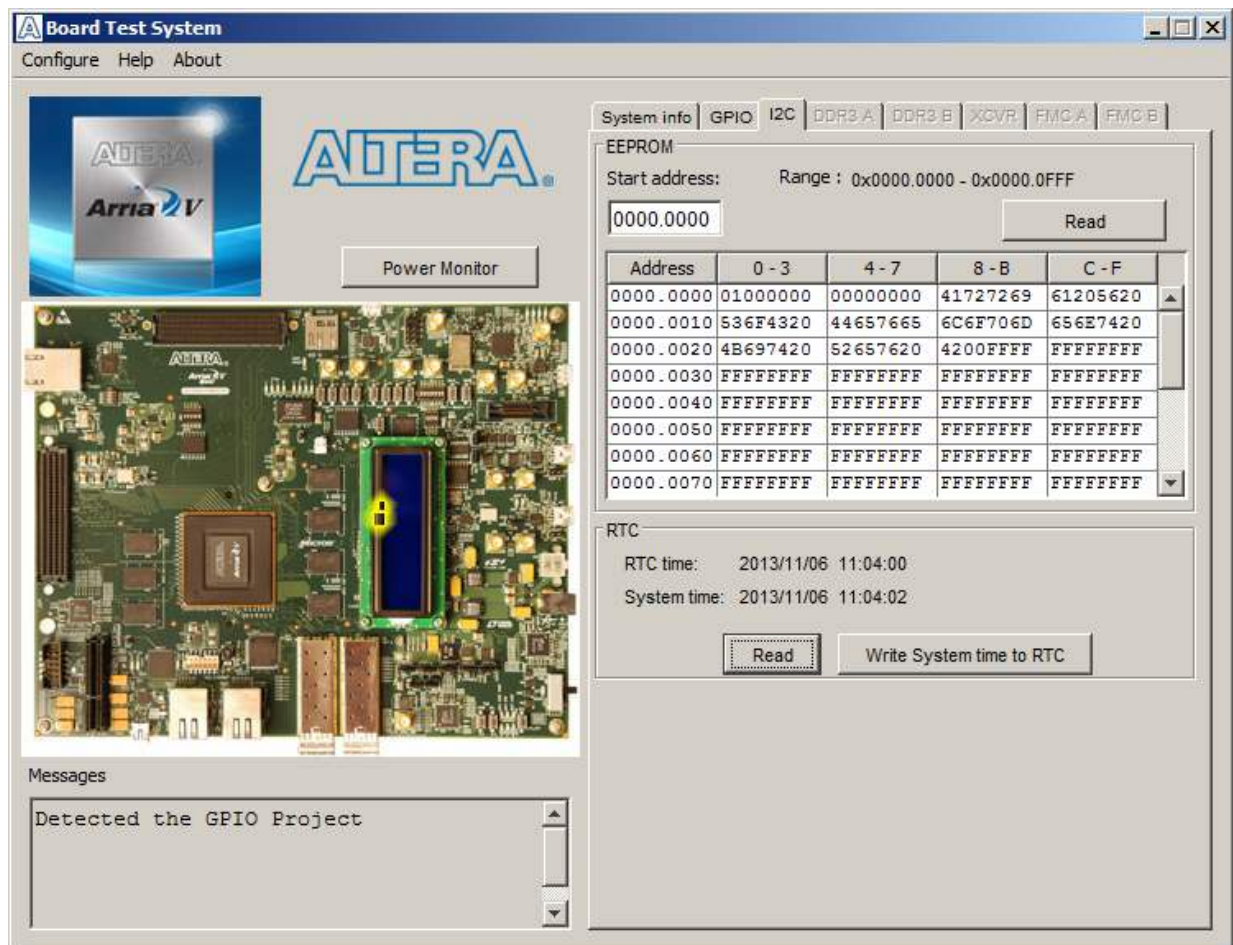 Board Test System
Configure Help About
ALTERA
Arria V
ALTERA®
Power Monitor
ALTERA
Arria V
Messages
Detected the GPIO Project
System info GPIO I2C DDR3 A DDR3 B XCVR FMC A FMC B
EEPROM
Start address: Range : 0x0000.0000 - 0x0000.0FFF
0000.0000
Read
Address 0 - 3 4 - 7 8 - B C - F
0000.0000 01000000 00000000 41727269 61205620
0000.0010 536F4320 44657665 6C6F706D 656E7420
0000.0020 4B697420 52657620 4200FFFF FFFFFFFF
0000.0030 FFFFFFFF FFFFFFFF FFFFFFFF FFFFFFFF
0000.0040 FFFFFFFF FFFFFFFF FFFFFFFF FFFFFFFF
0000.0050 FFFFFFFF FFFFFFFF FFFFFFFF FFFFFFFF
0000.0060 FFFFFFFF FFFFFFFF FFFFFFFF FFFFFFFF
0000.0070 FFFFFFFF FFFFFFFF FFFFFFFF FFFFFFFF
RTC
RTC time: 2013/11/06 11:04:00
System time: 2013/11/06 11:04:02
Read Write System time to RTC